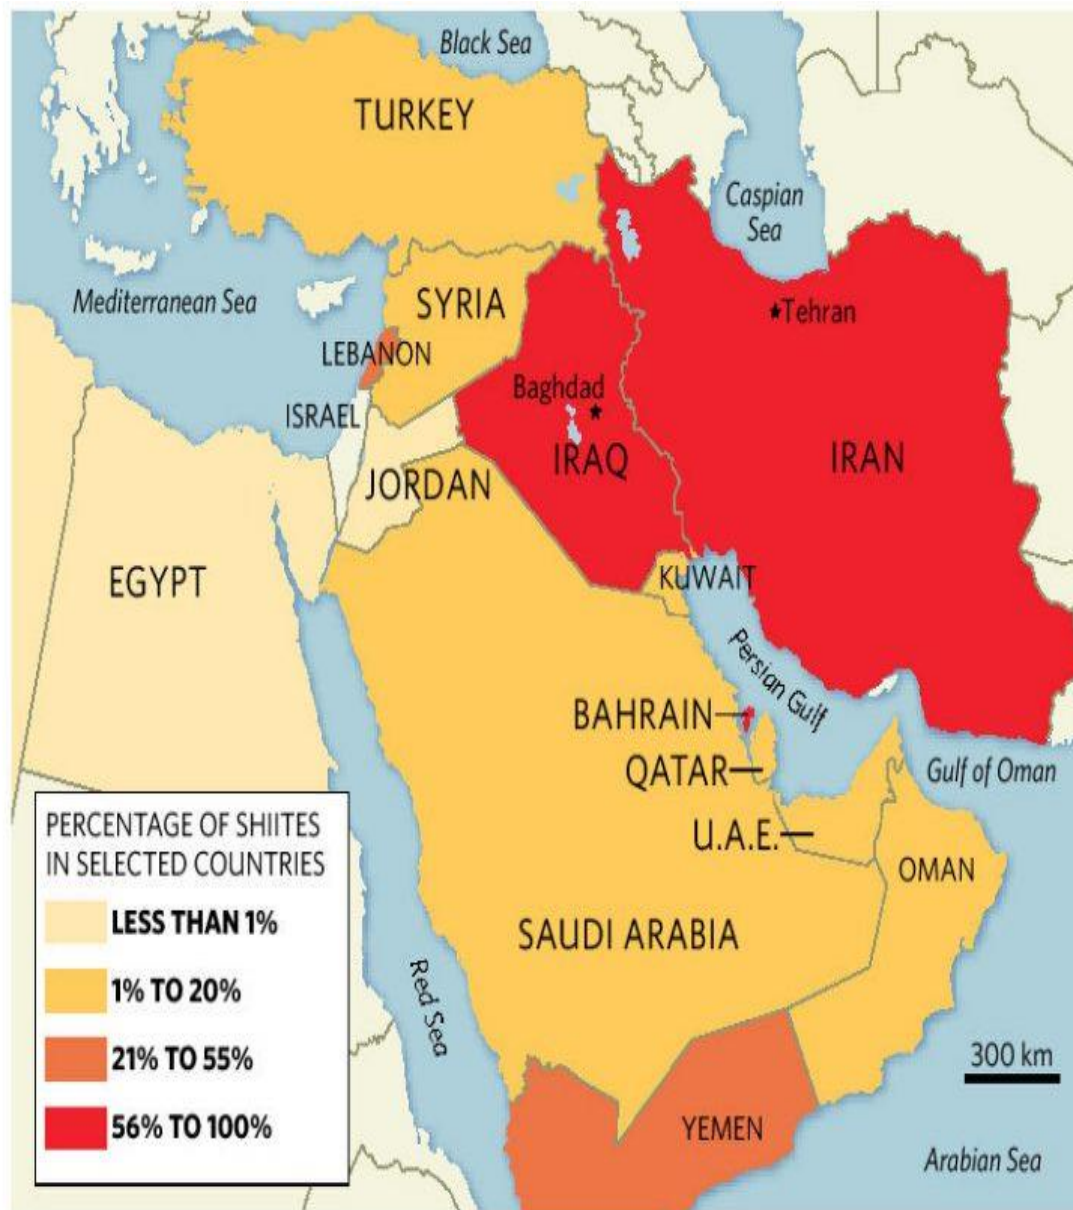 Black Sea
TURKEY
Caspian
Sea
Mediterranean Sea
SYRIA
Tehran
LEBANON
Baghdad
ISRAEL
IRAQ
IRAN
JORDAN
EGYPT
KUWAIT
Persian Gulf
BAHRAIN
QATAR
Gulf of Oman
U.A.E.
OMAN
SAUDI ARABIA
Red Sea
YEMEN
300 km
Arabian Sea
PERCENTAGE OF SHIITES
IN SELECTED COUNTRIES
LESS THAN 1%
1% TO 20%
21% TO 55%
56% TO 100%